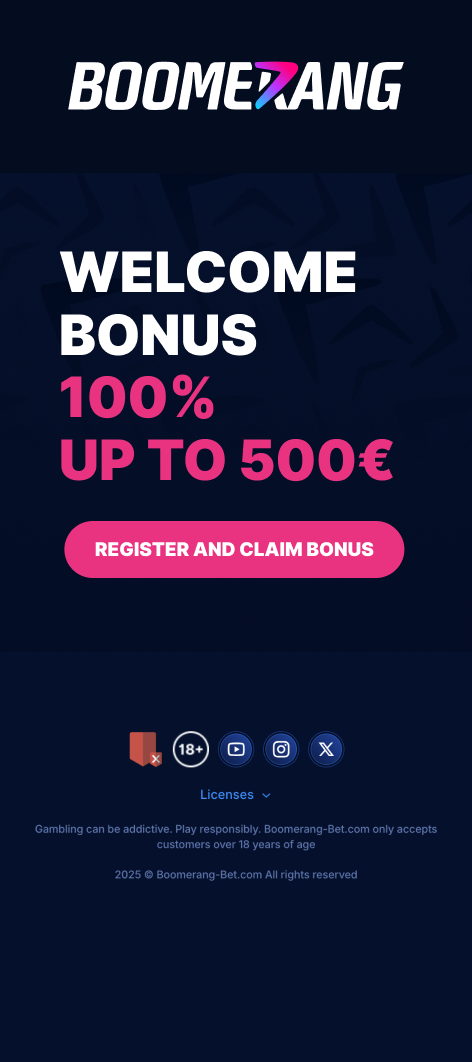 BOOMERANG
WELCOME
BONUS
100%
UP TO 500€
REGISTER AND CLAIM BONUS
18+
Licenses
Gambling can be addictive. Play responsibly. Boomerang-Bet.com only accepts
customers over 18 years of age
2025 © Boomerang-Bet.com All rights reserved